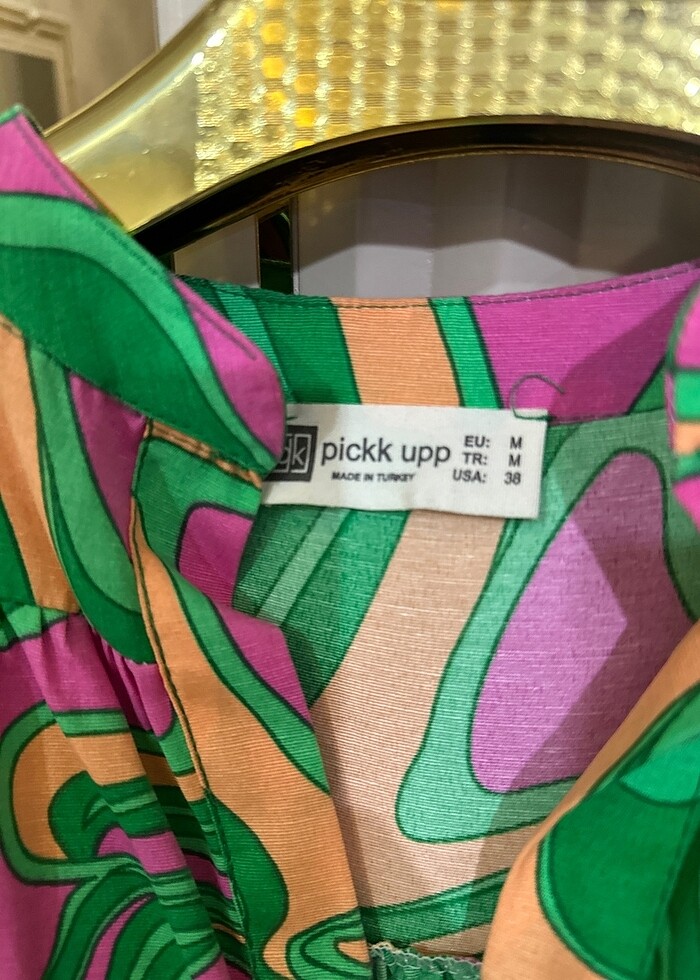 pickk upp
MADE IN TURKEY
EU: M
TR: M
USA: 38